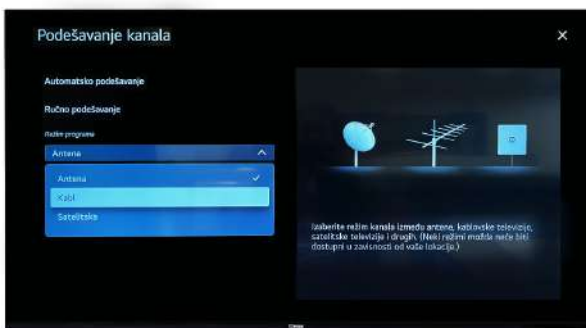 Podešavanje kanala
Automatsko podešavanje
Ručno podešavanje
Režim programa
Antena
Antena
Kabl
Satelitska
Izaberite režim kanala između antene, kablovske televizije,
satelitske televizije i drugih. (Neki režimi možda neće biti
dostupni u zavisnosti od vaše lokacije.)